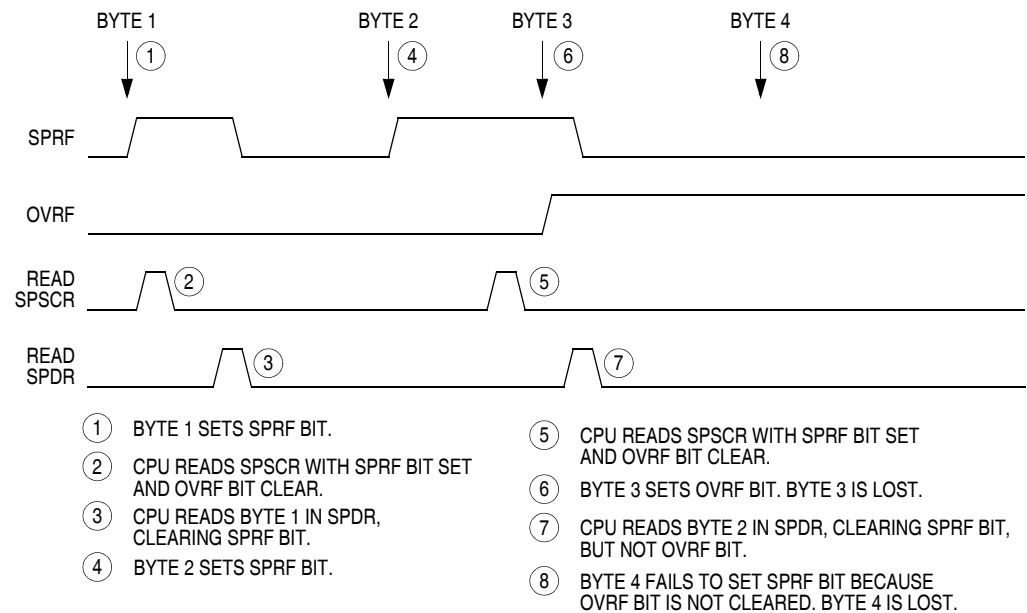 BYTE 1
BYTE 2
BYTE 3
BYTE 4
1
4
6
8
SPRF
OVRF
READ
SPSCR
2
5
READ
SPDR
3
7
1 BYTE 1 SETS SPRF BIT.
2 CPU READS SPSCR WITH SPRF BIT SET
AND OVRF BIT CLEAR.
3 CPU READS BYTE 1 IN SPDR,
CLEARING SPRF BIT.
4 BYTE 2 SETS SPRF BIT.
5 CPU READS SPSCR WITH SPRF BIT SET
AND OVRF BIT CLEAR.
6 BYTE 3 SETS OVRF BIT. BYTE 3 IS LOST.
7 CPU READS BYTE 2 IN SPDR, CLEARING SPRF BIT,
BUT NOT OVRF BIT.
8 BYTE 4 FAILS TO SET SPRF BIT BECAUSE
OVRF BIT IS NOT CLEARED. BYTE 4 IS LOST.